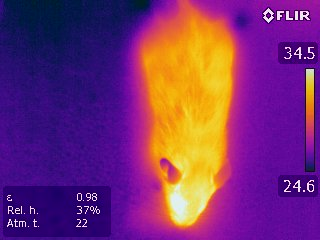 FLIR
34.5
24.6
ε 0.98
Rel. h. 37%
Atm. t. 22